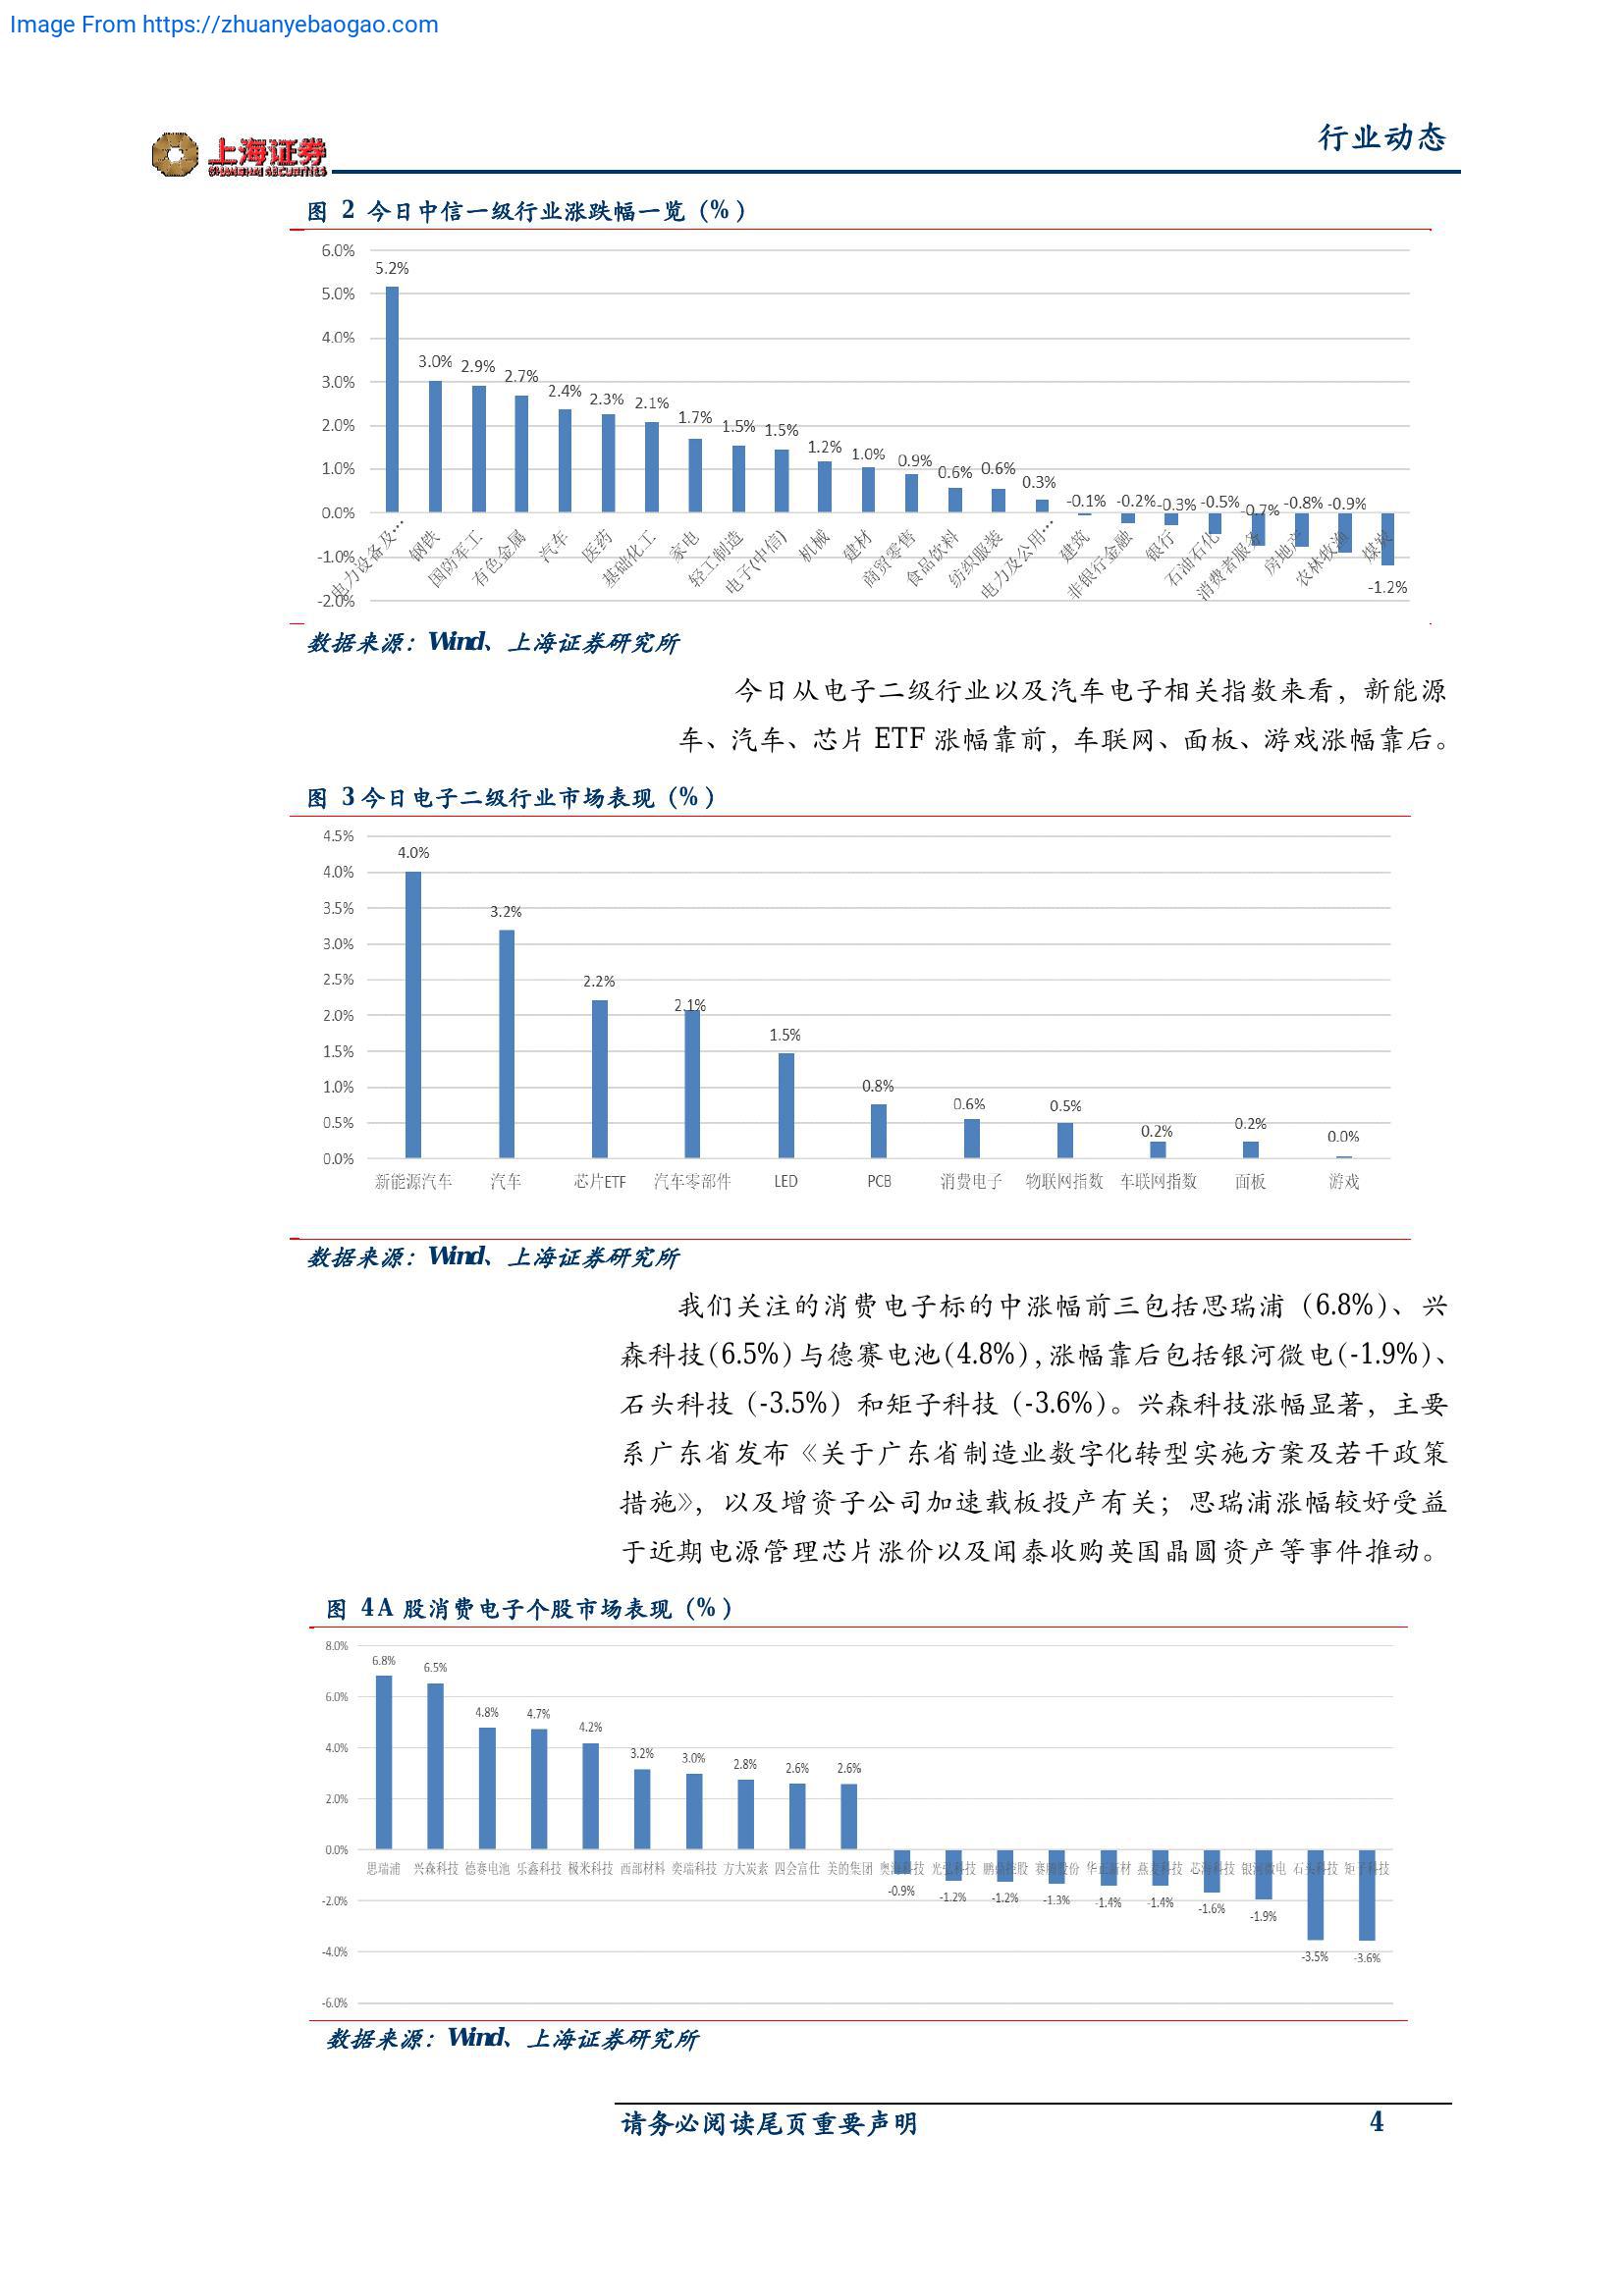 Image From https://zhuanyebaogao.com
行业动态
上海证券
SHANGHAI SECURITIES
图 2 今日中信一级行业涨跌幅一览（%）
6.0%
5.0%
4.0%
3.0%
2.0%
1.0%
0.0%
-1.0%
-2.0%
5.2% 3.0% 2.9% 2.7% 2.4% 2.3% 2.1% 1.7% 1.5% 1.5% 1.2% 1.0% 0.9% 0.6% 0.6% 0.3% -0.1% -0.2% -0.3% -0.5% -0.7% -0.8% -0.9% -1.2%
电力设备及… 钢铁 国防军工 有色金属 汽车 医药 基础化工 家电 轻工制造 电子(中信) 机械 建材 商贸零售 食品饮料 纺织服装 电力及公用… 建筑 非银行金融 银行 石油石化 消费者服务 房地产 农林牧渔 煤炭
数据来源：Wind、上海证券研究所
今日从电子二级行业以及汽车电子相关指数来看，新能源
车、汽车、芯片 ETF 涨幅靠前，车联网、面板、游戏涨幅靠后。
图 3 今日电子二级行业市场表现（%）
4.5%
4.0%
3.5%
3.0%
2.5%
2.0%
1.5%
1.0%
0.5%
0.0%
4.0% 3.2% 2.2% 2.1% 1.5% 0.8% 0.6% 0.5% 0.2% 0.2% 0.0%
新能源汽车 汽车 芯片ETF 汽车零部件 LED PCB 消费电子 物联网指数 车联网指数 面板 游戏
数据来源：Wind、上海证券研究所
我们关注的消费电子标的中涨幅前三包括思瑞浦（6.8%）、兴
森科技（6.5%）与德赛电池（4.8%），涨幅靠后包括银河微电（-1.9%）、
石头科技（-3.5%）和矩子科技（-3.6%）。兴森科技涨幅显著，主要
系广东省发布《关于广东省制造业数字化转型实施方案及若干政策
措施》，以及增资子公司加速载板投产有关；思瑞浦涨幅较好受益
于近期电源管理芯片涨价以及闻泰收购英国晶圆资产等事件推动。
图 4A 股消费电子个股市场表现（%）
8.0%
6.0%
4.0%
2.0%
0.0%
-2.0%
-4.0%
-6.0%
6.8% 6.5% 4.8% 4.7% 4.2% 3.2% 3.0% 2.8% 2.6% 2.6% -0.9% -1.2% -1.2% -1.3% -1.4% -1.4% -1.6% -1.9% -3.5% -3.6%
思瑞浦 兴森科技 德赛电池 乐鑫科技 极米科技 西部材料 奕瑞科技 方大炭素 四会富仕 美的集团 奥海科技 光弘科技 鹏鼎控股 赛腾股份 华正新材 燕麦科技 芯海科技 银河微电 石头科技 矩子科技
数据来源：Wind、上海证券研究所
请务必阅读尾页重要声明
4